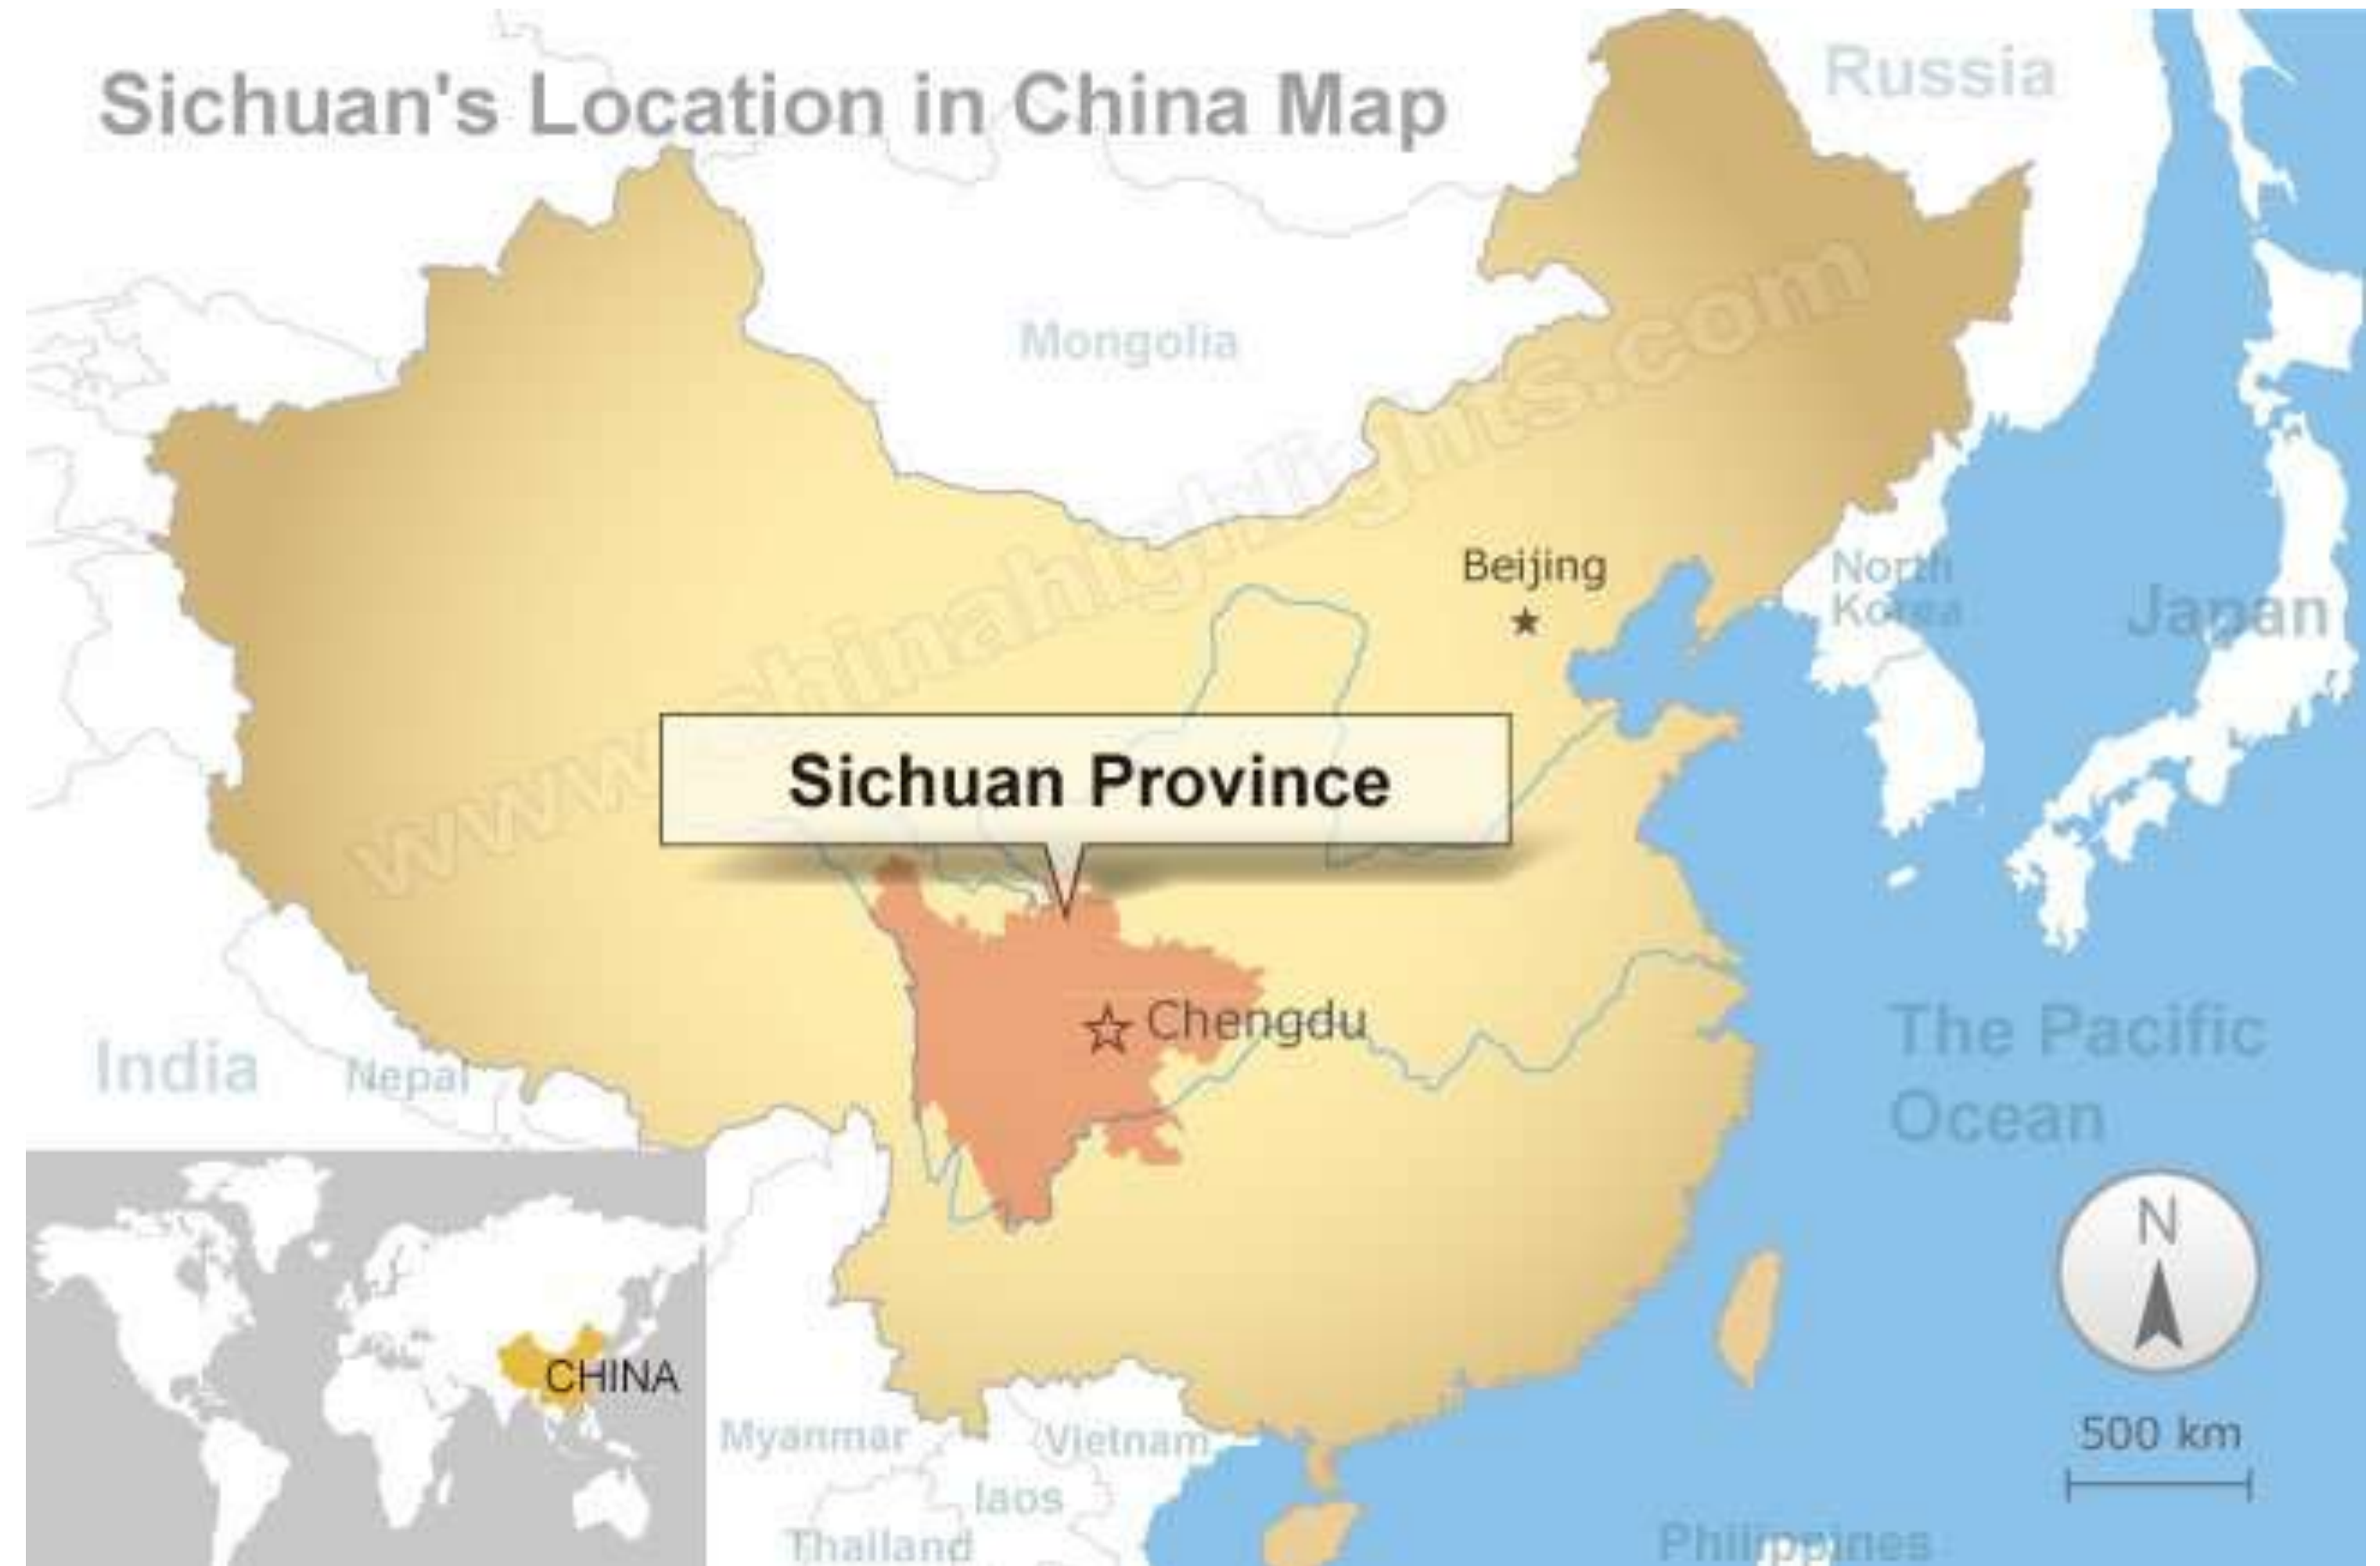 Sichuan's Location in China Map
Russia
Mongolia
www.chinahighlights.com
Beijing
North
Korea
Japan
Sichuan Province
Chengdu
The Pacific
Ocean
India
Nepal
N
CHINA
500 km
Myanmar
Vietnam
laos
Thailand
Philippines